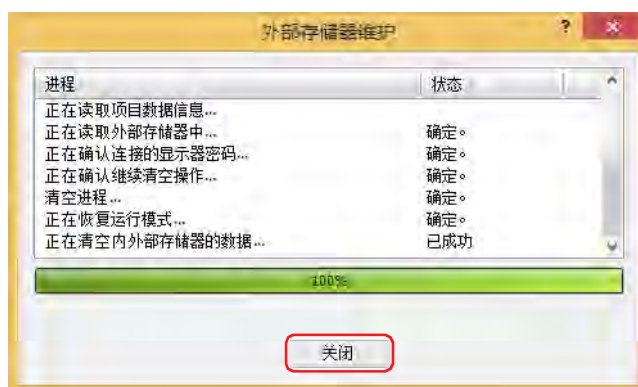 外部存储器维护 ?
进程 状态
正在读取项目数据信息...
正在读取外部存储器中... 确定。
正在确认连接的显示器密码... 确定。
正在确认继续清空操作... 确定。
清空进程... 确定。
正在恢复运行模式... 确定。
正在清空内外部存储器的数据... 已成功
100%
关闭